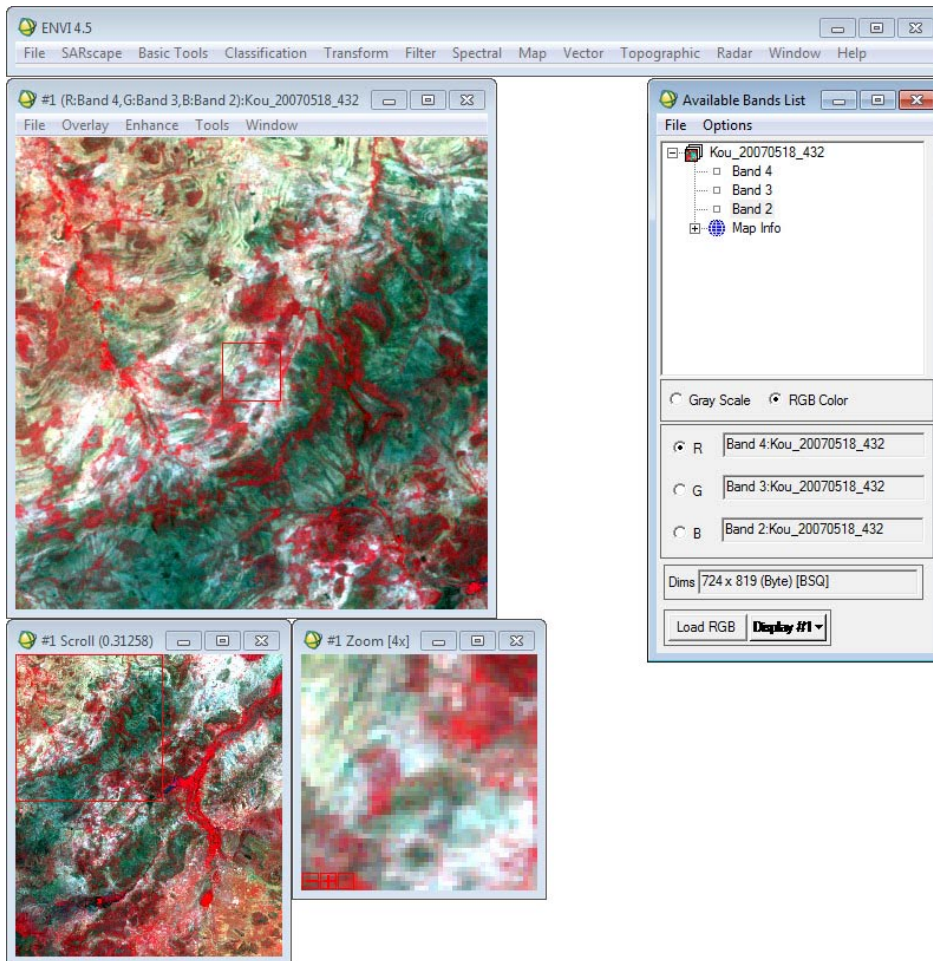 ENVI 4.5
File SARscape Basic Tools Classification Transform Filter Spectral Map Vector Topographic Radar Window Help
#1 (R:Band 4,G:Band 3,B:Band 2):Kou_20070518_432
File Overlay Enhance Tools Window
Available Bands List
File Options
Kou_20070518_432
Band 4
Band 3
Band 2
Map Info
Gray Scale RGB Color
R Band 4:Kou_20070518_432
G Band 3:Kou_20070518_432
B Band 2:Kou_20070518_432
Dims 724 x 819 (Byte) [BSQ]
Load RGB Display #1
#1 Scroll (0.31258)
#1 Zoom [4x]